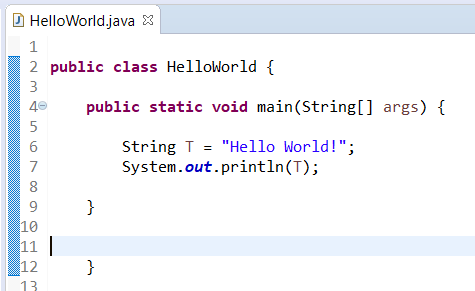 HelloWorld.java
1
2 public class HelloWorld {
3
4 public static void main(String[] args) {
5
6 String T = "Hello World!";
7 System.out.println(T);
8
9 }
10
11
12 }
13